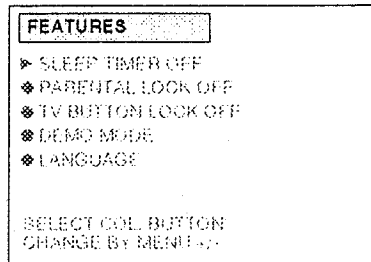 FEATURES
SLEEP TIMER OFF
PARENTAL LOCK OFF
TV BUTTON LOCK OFF
DEMO MODE
LANGUAGE
SELECT COL. BUTTON
CHANGE BY MENU -/+